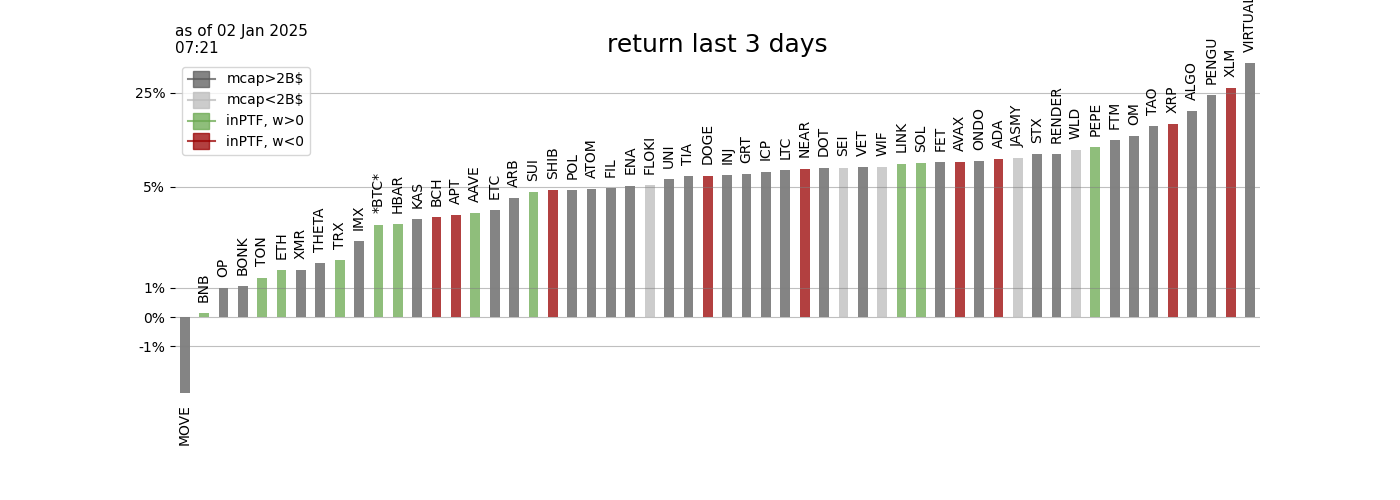 as of 02 Jan 2025
07:21
return last 3 days
mcap>2B$
mcap<2B$
inPTF, w>0
inPTF, w<0
25%
5%
1%
0%
-1%
MOVE
BNB
OP
BONK
TON
ETH
XMR
THETA
TRX
IMX
*BTC*
HBAR
KAS
BCH
APT
AAVE
ETC
ARB
SUI
SHIB
POL
ATOM
FIL
ENA
FLOKI
UNI
TIA
DOGE
INJ
GRT
ICP
LTC
NEAR
DOT
SEI
VET
WIF
LINK
SOL
FET
AVAX
ONDO
ADA
JASMY
STX
RENDER
WLD
PEPE
FTM
OM
TAO
XRP
ALGO
PENGU
XLM
VIRTUAL